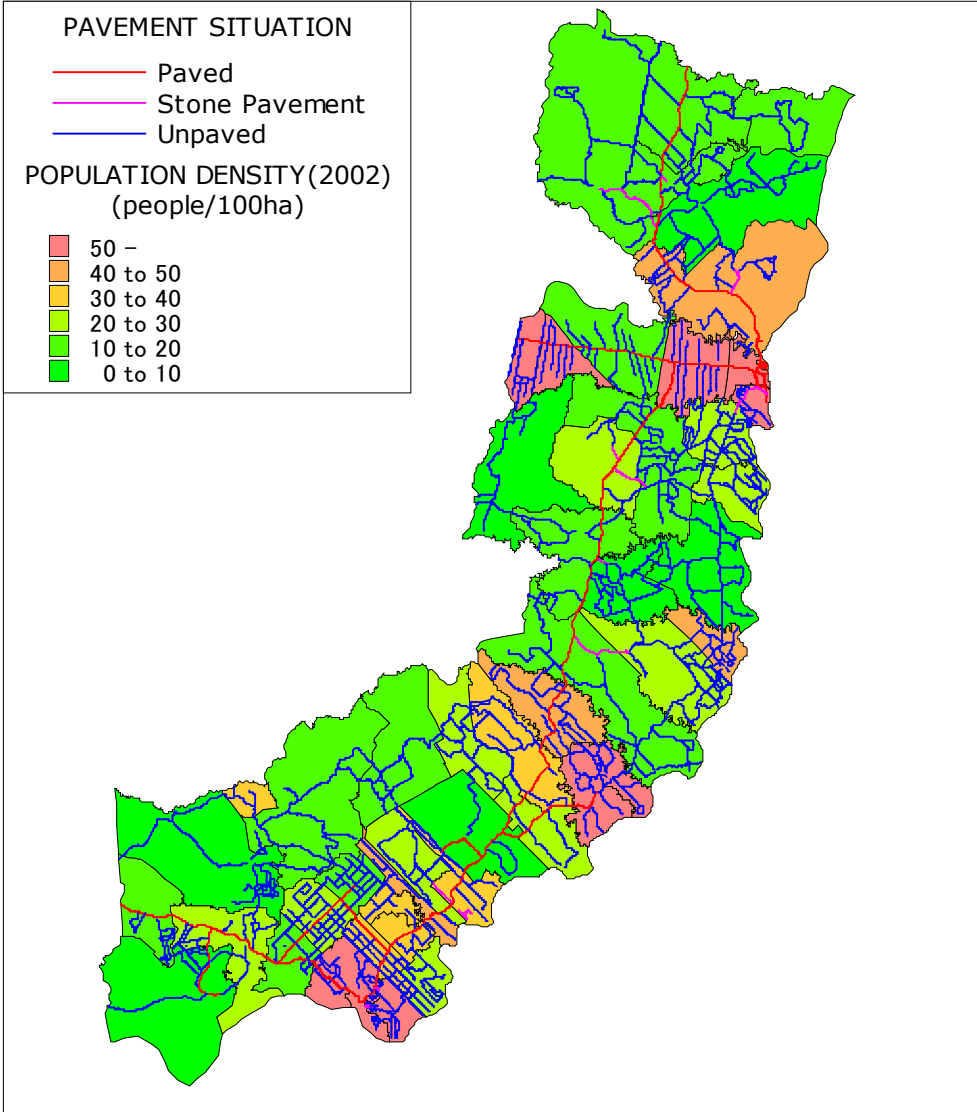 PAVEMENT SITUATION
Paved
Stone Pavement
Unpaved
POPULATION DENSITY(2002)
(people/100ha)
50 -
40 to 50
30 to 40
20 to 30
10 to 20
0 to 10